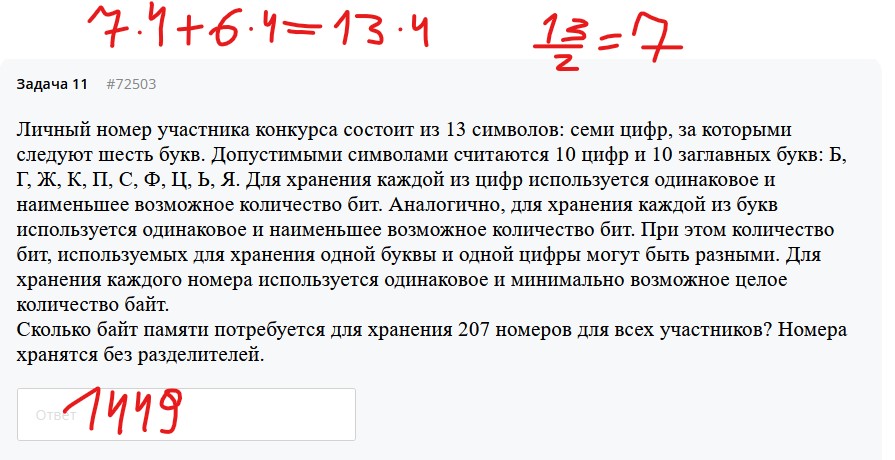 7·4+6·4=13·4 13/2=7
Задача 11 #72503
Личный номер участника конкурса состоит из 13 символов: семи цифр, за которыми
следуют шесть букв. Допустимыми символами считаются 10 цифр и 10 заглавных букв: Б,
Г, Ж, К, П, С, Ф, Ц, Ь, Я. Для хранения каждой из цифр используется одинаковое и
наименьшее возможное количество бит. Аналогично, для хранения каждой из букв
используется одинаковое и наименьшее возможное количество бит. При этом количество
бит, используемых для хранения одной буквы и одной цифры могут быть разными. Для
хранения каждого номера используется одинаковое и минимально возможное целое
количество байт.
Сколько байт памяти потребуется для хранения 207 номеров для всех участников? Номера
хранятся без разделителей.
Ответ 1449